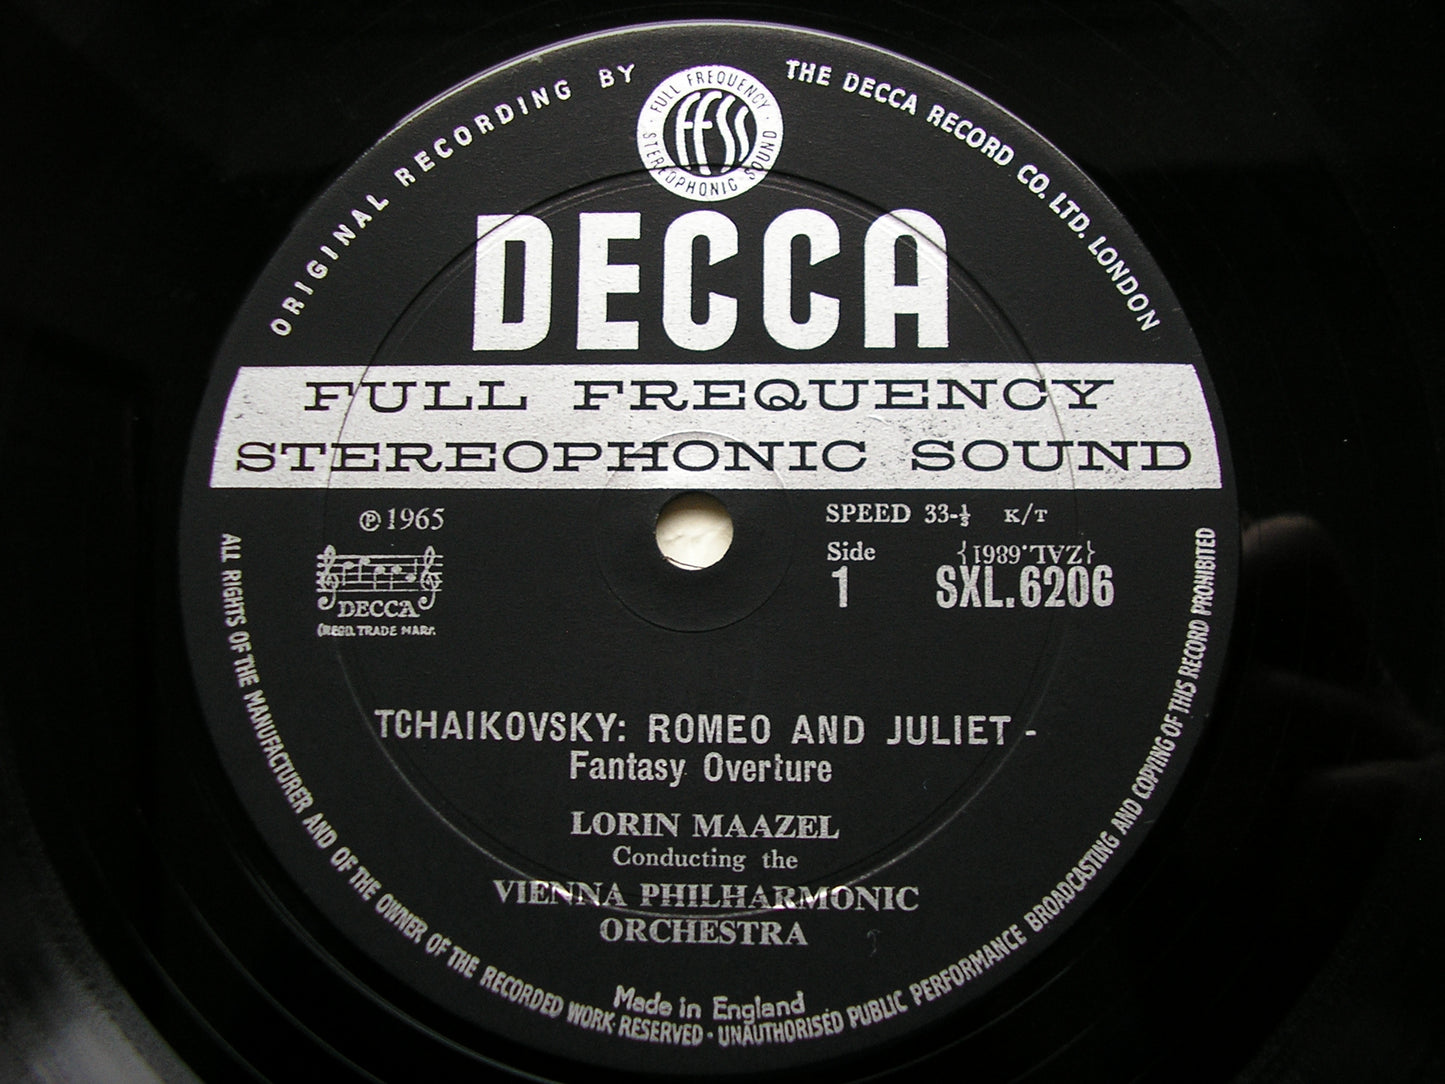 ORIGINAL RECORDING BY THE DECCA RECORD CO. LTD. LONDON
FULL FREQUENCY
FFSS
STEREOPHONIC SOUND
DECCA
FULL FREQUENCY
STEREOPHONIC SOUND
℗ 1965
DECCA
(REGD. TRADE MARK.
SPEED 33-⅓ K/T
Side
1
{ZAL.6861}
SXL.6206
TCHAIKOVSKY: ROMEO AND JULIET -
Fantasy Overture
LORIN MAAZEL
Conducting the
VIENNA PHILHARMONIC
ORCHESTRA
Made in England
ALL RIGHTS OF THE MANUFACTURER AND OF THE OWNER OF THE RECORDED WORK RESERVED · UNAUTHORISED PUBLIC PERFORMANCE BROADCASTING AND COPYING OF THIS RECORD PROHIBITED